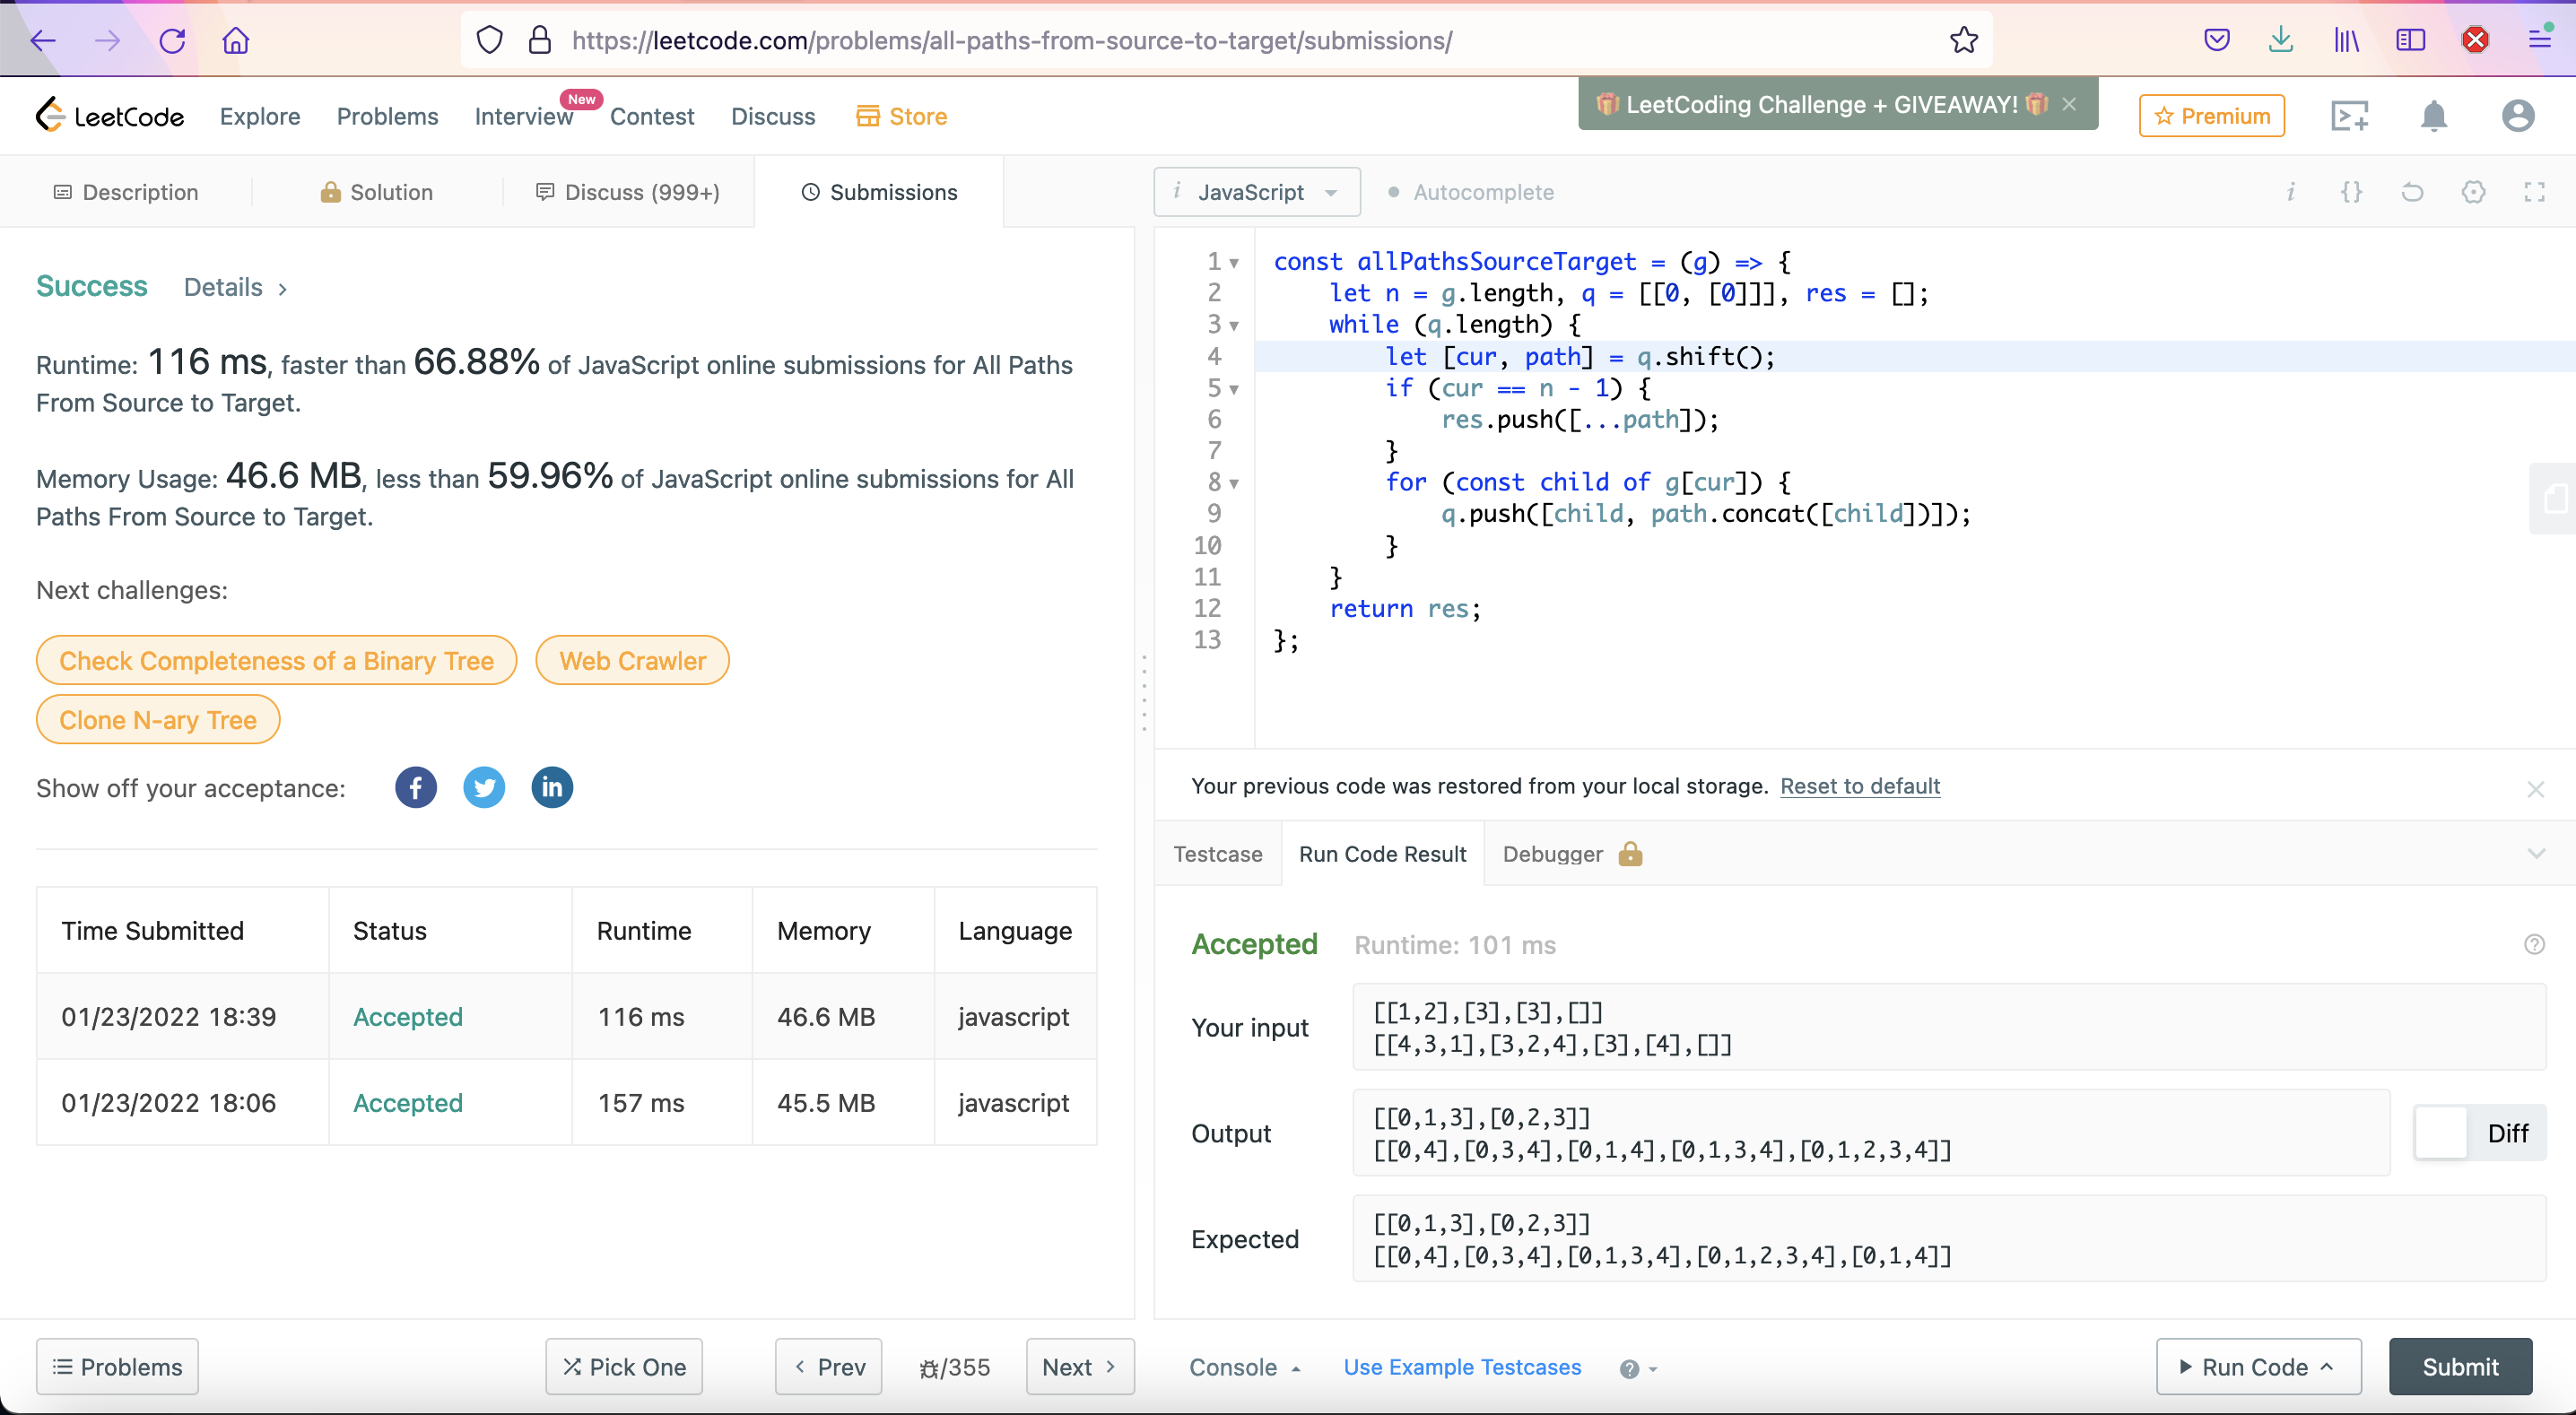 https://leetcode.com/problems/all-paths-from-source-to-target/submissions/
LeetCode
Explore
Problems
Interview
New
Contest
Discuss
Store
LeetCoding Challenge + GIVEAWAY!
Premium
Description
Solution
Discuss (999+)
Submissions
i JavaScript
Autocomplete
Success Details
Runtime: 116 ms, faster than 66.88% of JavaScript online submissions for All Paths
From Source to Target.
Memory Usage: 46.6 MB, less than 59.96% of JavaScript online submissions for All
Paths From Source to Target.
Next challenges:
Check Completeness of a Binary Tree
Web Crawler
Clone N-ary Tree
Show off your acceptance:
Time Submitted Status Runtime Memory Language
01/23/2022 18:39 Accepted 116 ms 46.6 MB javascript
01/23/2022 18:06 Accepted 157 ms 45.5 MB javascript
1 const allPathsSourceTarget = (g) => {
2 let n = g.length, q = [[0, [0]]], res = [];
3 while (q.length) {
4 let [cur, path] = q.shift();
5 if (cur == n - 1) {
6 res.push([...path]);
7 }
8 for (const child of g[cur]) {
9 q.push([child, path.concat([child])]);
10 }
11 }
12 return res;
13 };
Your previous code was restored from your local storage. Reset to default
Testcase
Run Code Result
Debugger
Accepted Runtime: 101 ms
Your input
[[1,2],[3],[3],[]]
[[4,3,1],[3,2,4],[3],[4],[]]
Output
[[0,1,3],[0,2,3]]
[[0,4],[0,3,4],[0,1,4],[0,1,3,4],[0,1,2,3,4]]
Diff
Expected
[[0,1,3],[0,2,3]]
[[0,4],[0,3,4],[0,1,3,4],[0,1,2,3,4],[0,1,4]]
Problems
Pick One
Prev
/355
Next
Console
Use Example Testcases
Run Code
Submit